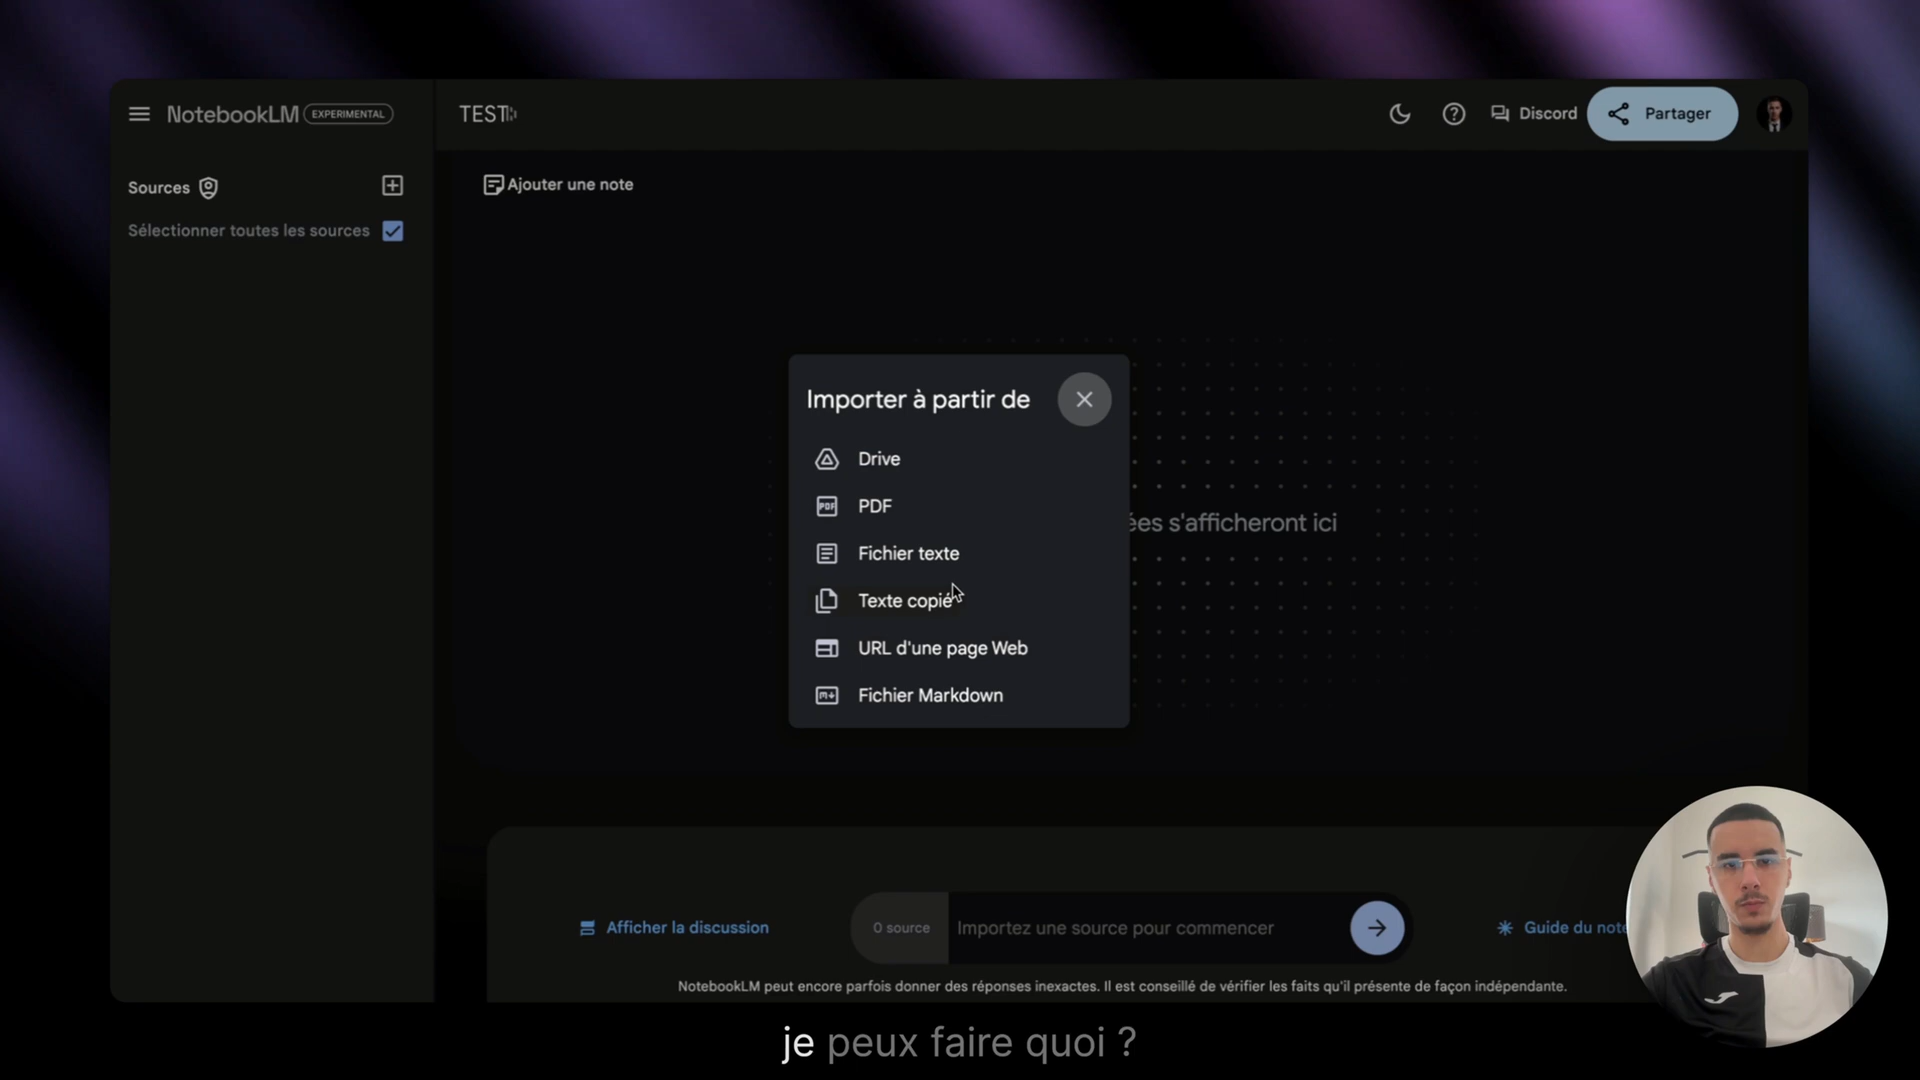 NotebookLM EXPERIMENTAL
TEST
Discord
Partager
Sources
Sélectionner toutes les sources
Ajouter une note
Importer à partir de
Drive
PDF
Fichier texte
Texte copié
URL d'une page Web
Fichier Markdown
s'afficheront ici
Afficher la discussion
0 source
Importez une source pour commencer
Guide du
NotebookLM peut encore parfois donner des réponses inexactes. Il est conseillé de vérifier les faits qu'il présente de façon indépendante.
je peux faire quoi ?